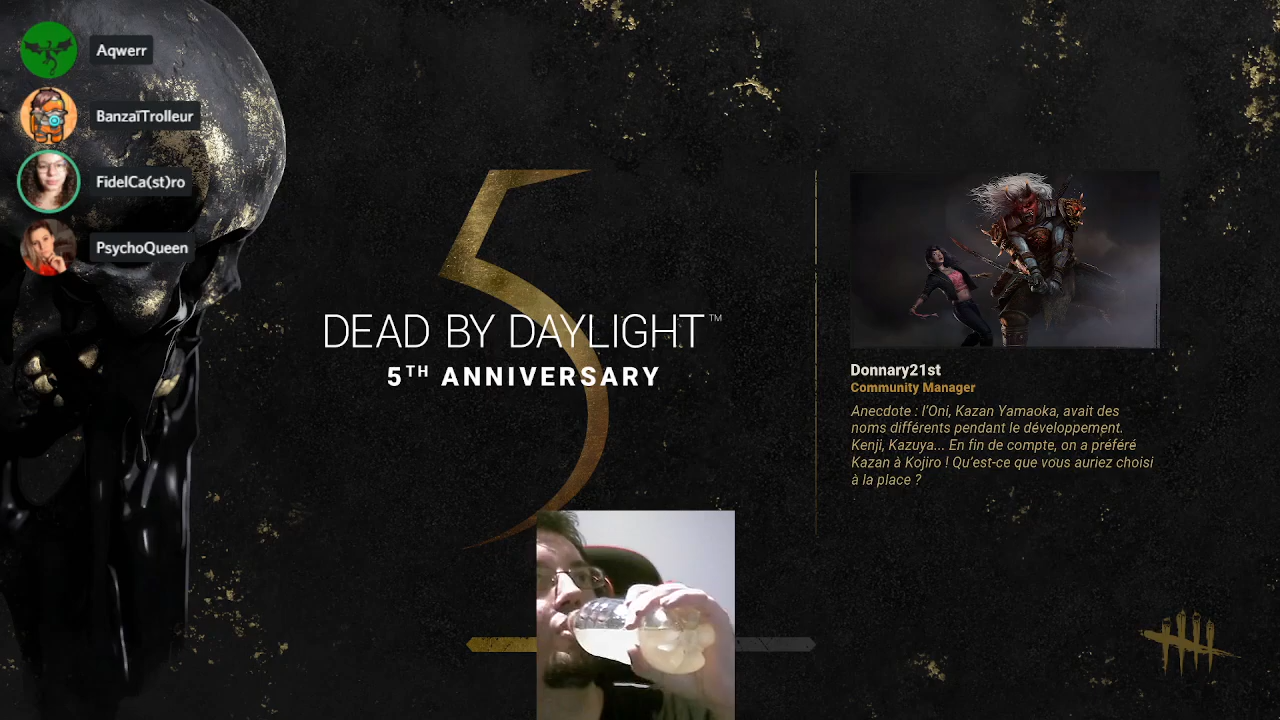 Aqwerr
BanzaïTrolleur
FidelCa(st)ro
PsychoQueen
DEAD BY DAYLIGHT™
5TH ANNIVERSARY
Donnary21st
Community Manager
Anecdote : l'Oni, Kazan Yamaoka, avait des
noms différents pendant le développement.
Kenji, Kazuya... En fin de compte, on a préféré
Kazan à Kojiro ! Qu'est-ce que vous auriez choisi
à la place ?